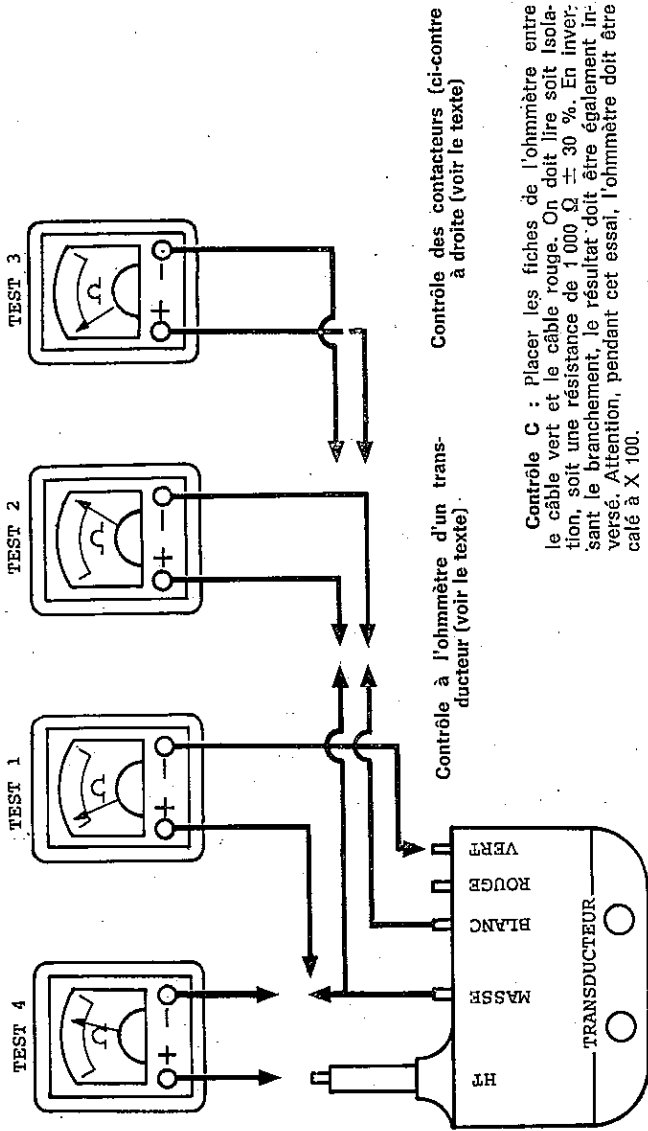 TEST 4
+ −
Ω
TEST 1
+ −
Ω
TEST 2
+ −
Ω
TEST 3
+ −
Ω
HT
MASSE
BLANC
ROUGE
VERT
TRANSDUCTEUR
Contrôle à l'ohmmètre d'un trans-
ducteur (voir le texte)
Contrôle des contacteurs (ci-contre
à droite (voir le texte)
Contrôle C : Placer les fiches de l'ohmmètre entre
le câble vert et le câble rouge. On doit lire soit Isola-
tion, soit une résistance de 1 000 Ω ± 30 %. En inver-
sant le branchement, le résultat doit être également in-
versé. Attention, pendant cet essai, l'ohmmètre doit être
calé à X 100.